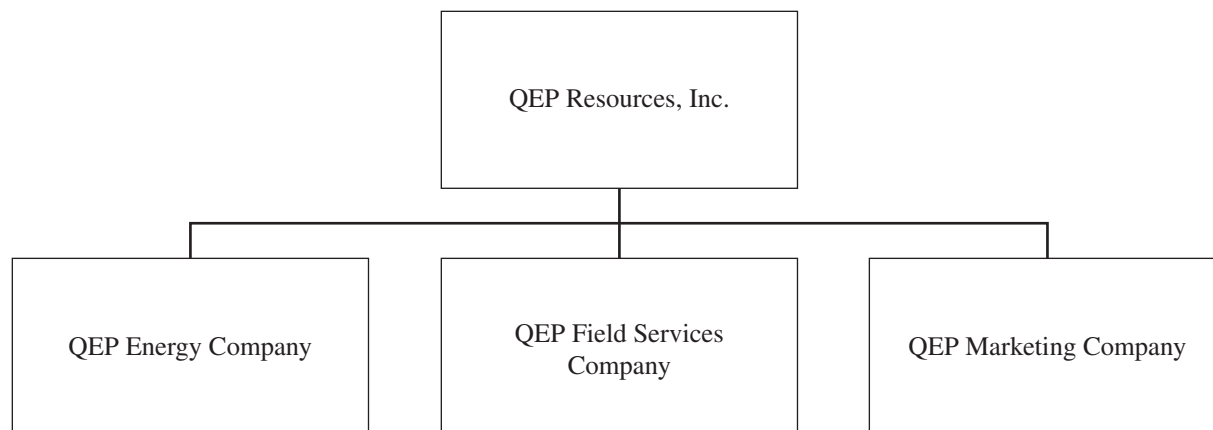 QEP Resources, Inc.
QEP Energy Company
QEP Field Services
Company
QEP Marketing Company